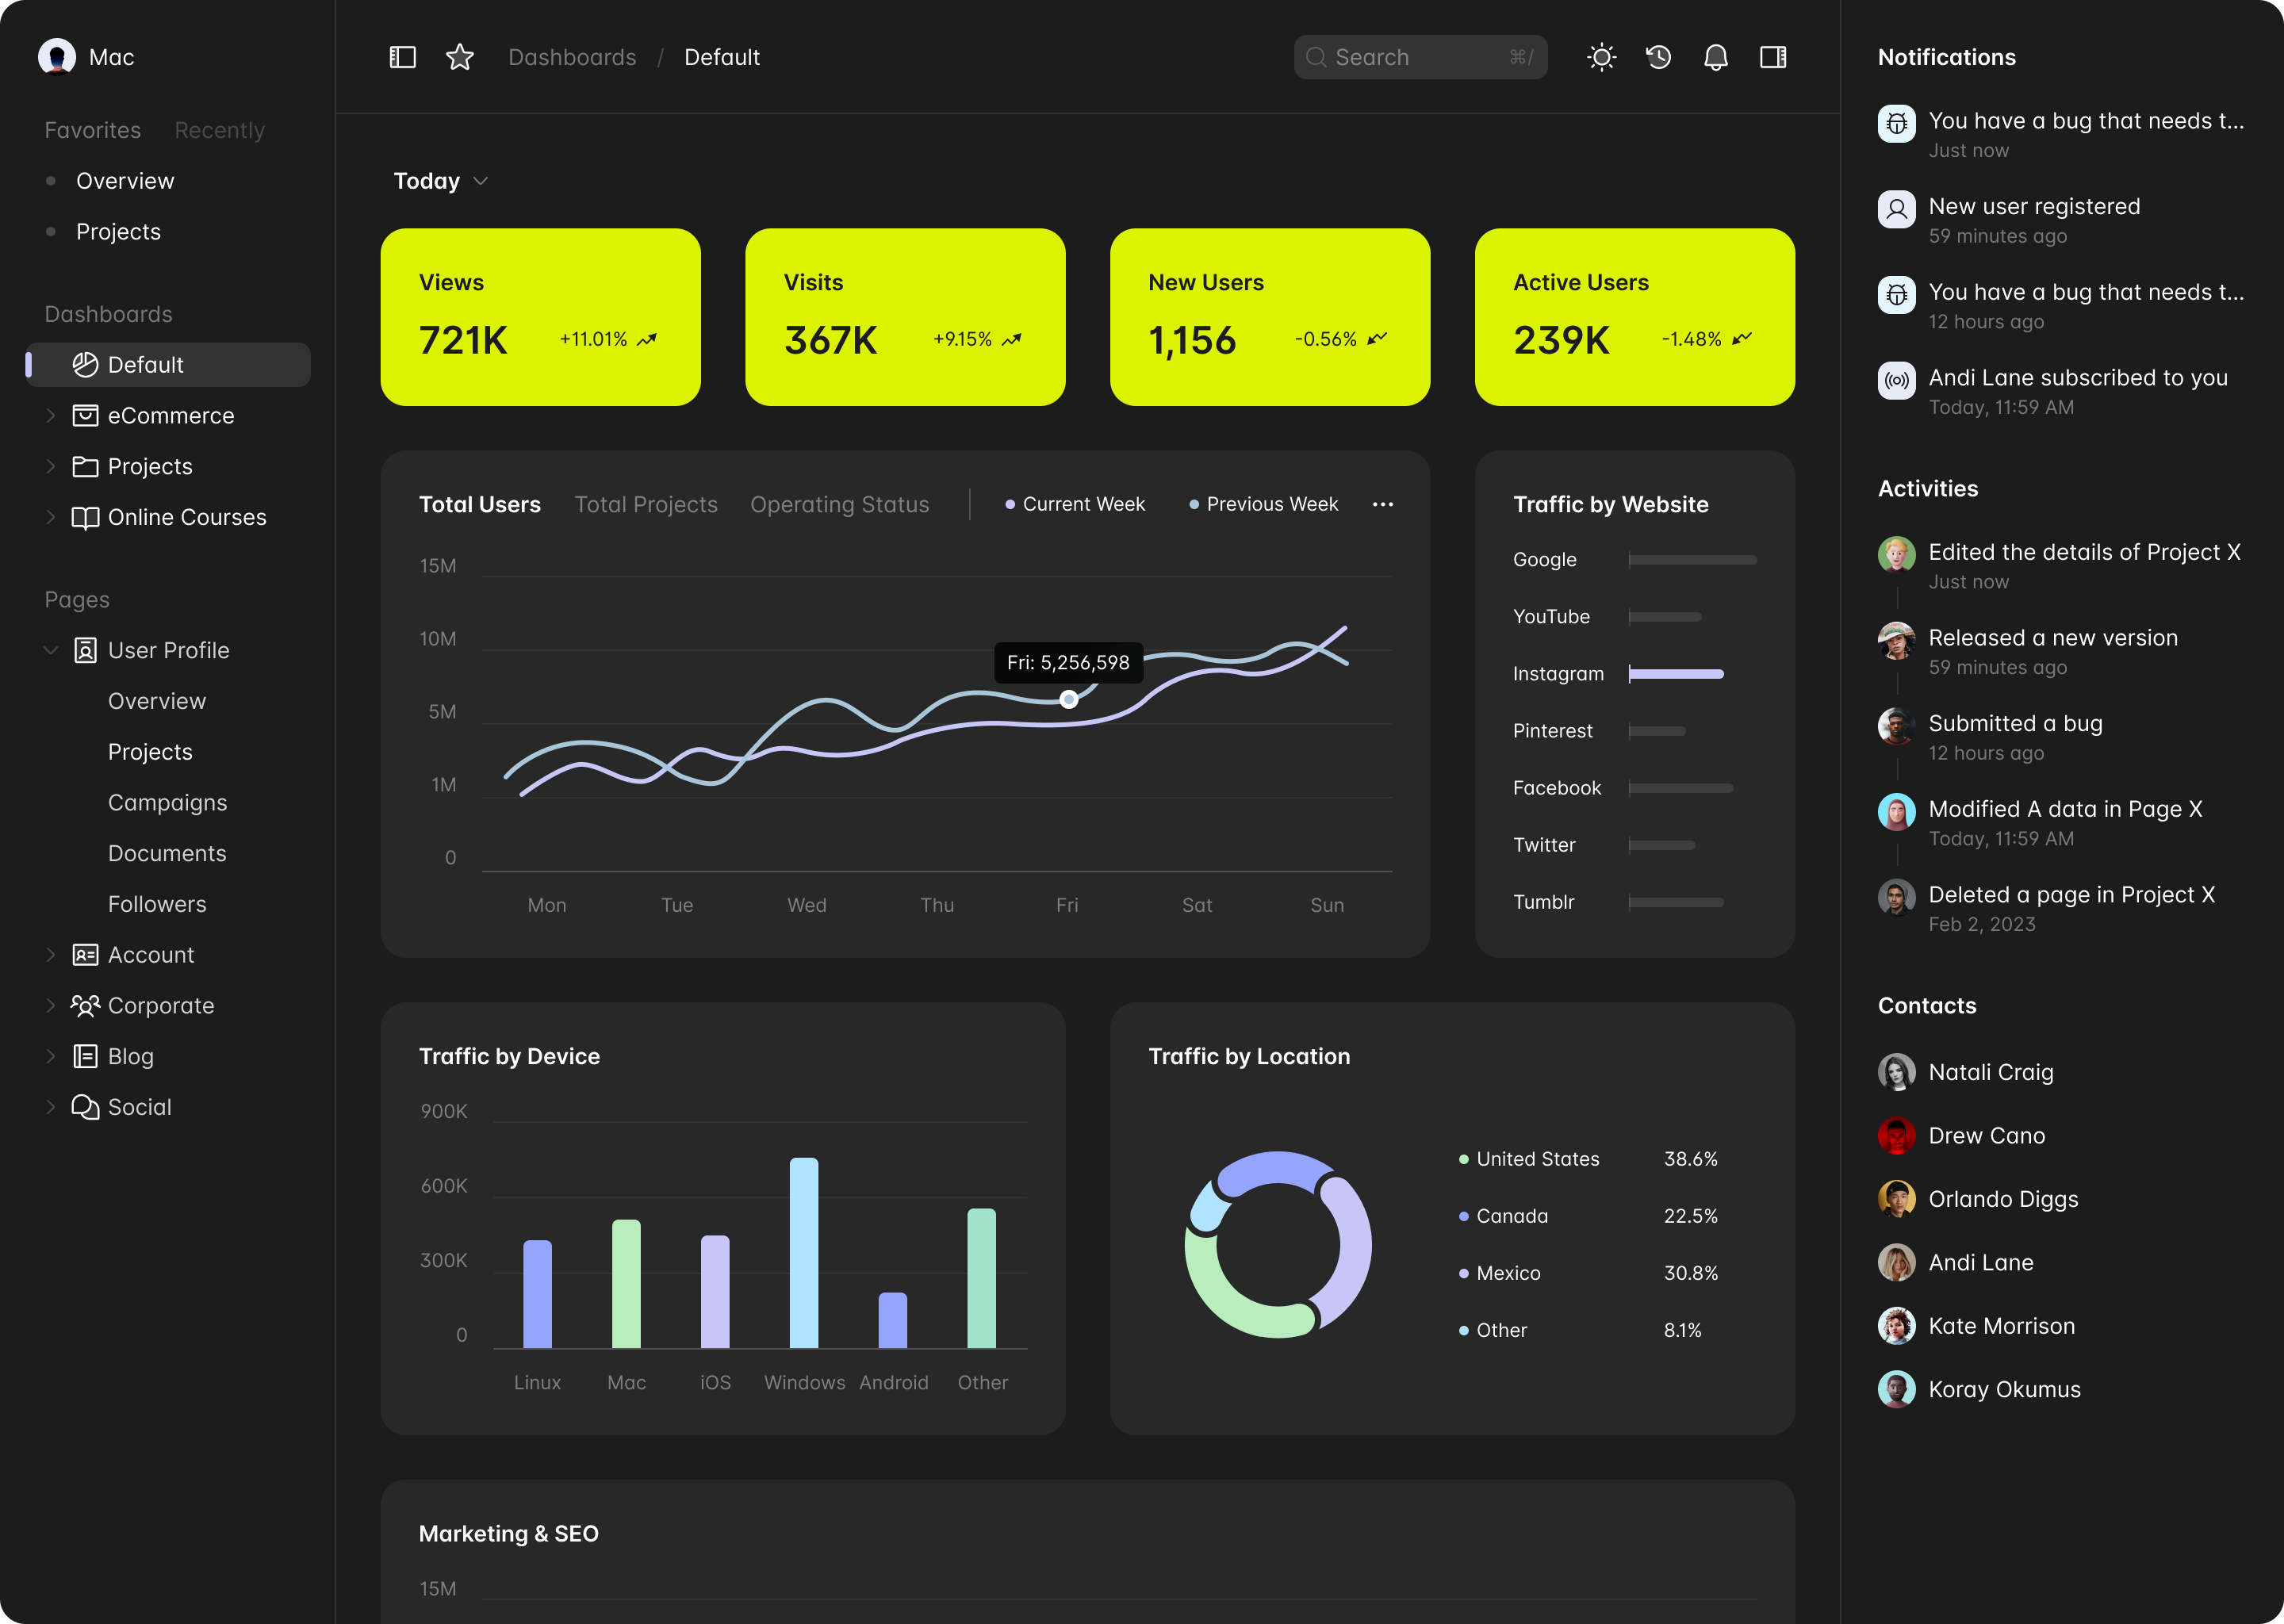 Mac
Favorites Recently
Overview
Projects
Dashboards
Default
eCommerce
Projects
Online Courses
Pages
User Profile
Overview
Projects
Campaigns
Documents
Followers
Account
Corporate
Blog
Social
Dashboards / Default
Search ⌘/
Today
Views
721K +11.01%
Visits
367K +9.15%
New Users
1,156 -0.56%
Active Users
239K -1.48%
Total Users Total Projects Operating Status Current Week Previous Week
15M
10M
5M
1M
0
Fri: 5,256,598
Mon Tue Wed Thu Fri Sat Sun
Traffic by Website
Google
YouTube
Instagram
Pinterest
Facebook
Twitter
Tumblr
Traffic by Device
900K
600K
300K
0
Linux Mac iOS Windows Android Other
Traffic by Location
United States 38.6%
Canada 22.5%
Mexico 30.8%
Other 8.1%
Marketing & SEO
15M
Notifications
You have a bug that needs t...
Just now
New user registered
59 minutes ago
You have a bug that needs t...
12 hours ago
Andi Lane subscribed to you
Today, 11:59 AM
Activities
Edited the details of Project X
Just now
Released a new version
59 minutes ago
Submitted a bug
12 hours ago
Modified A data in Page X
Today, 11:59 AM
Deleted a page in Project X
Feb 2, 2023
Contacts
Natali Craig
Drew Cano
Orlando Diggs
Andi Lane
Kate Morrison
Koray Okumus